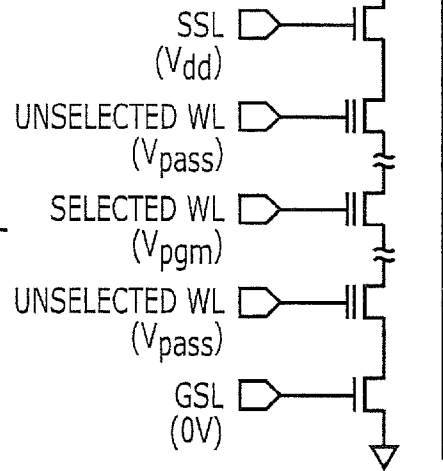 SSL
(Vdd)
UNSELECTED WL
(Vpass)
SELECTED WL
(Vpgm)
UNSELECTED WL
(Vpass)
GSL
(0V)